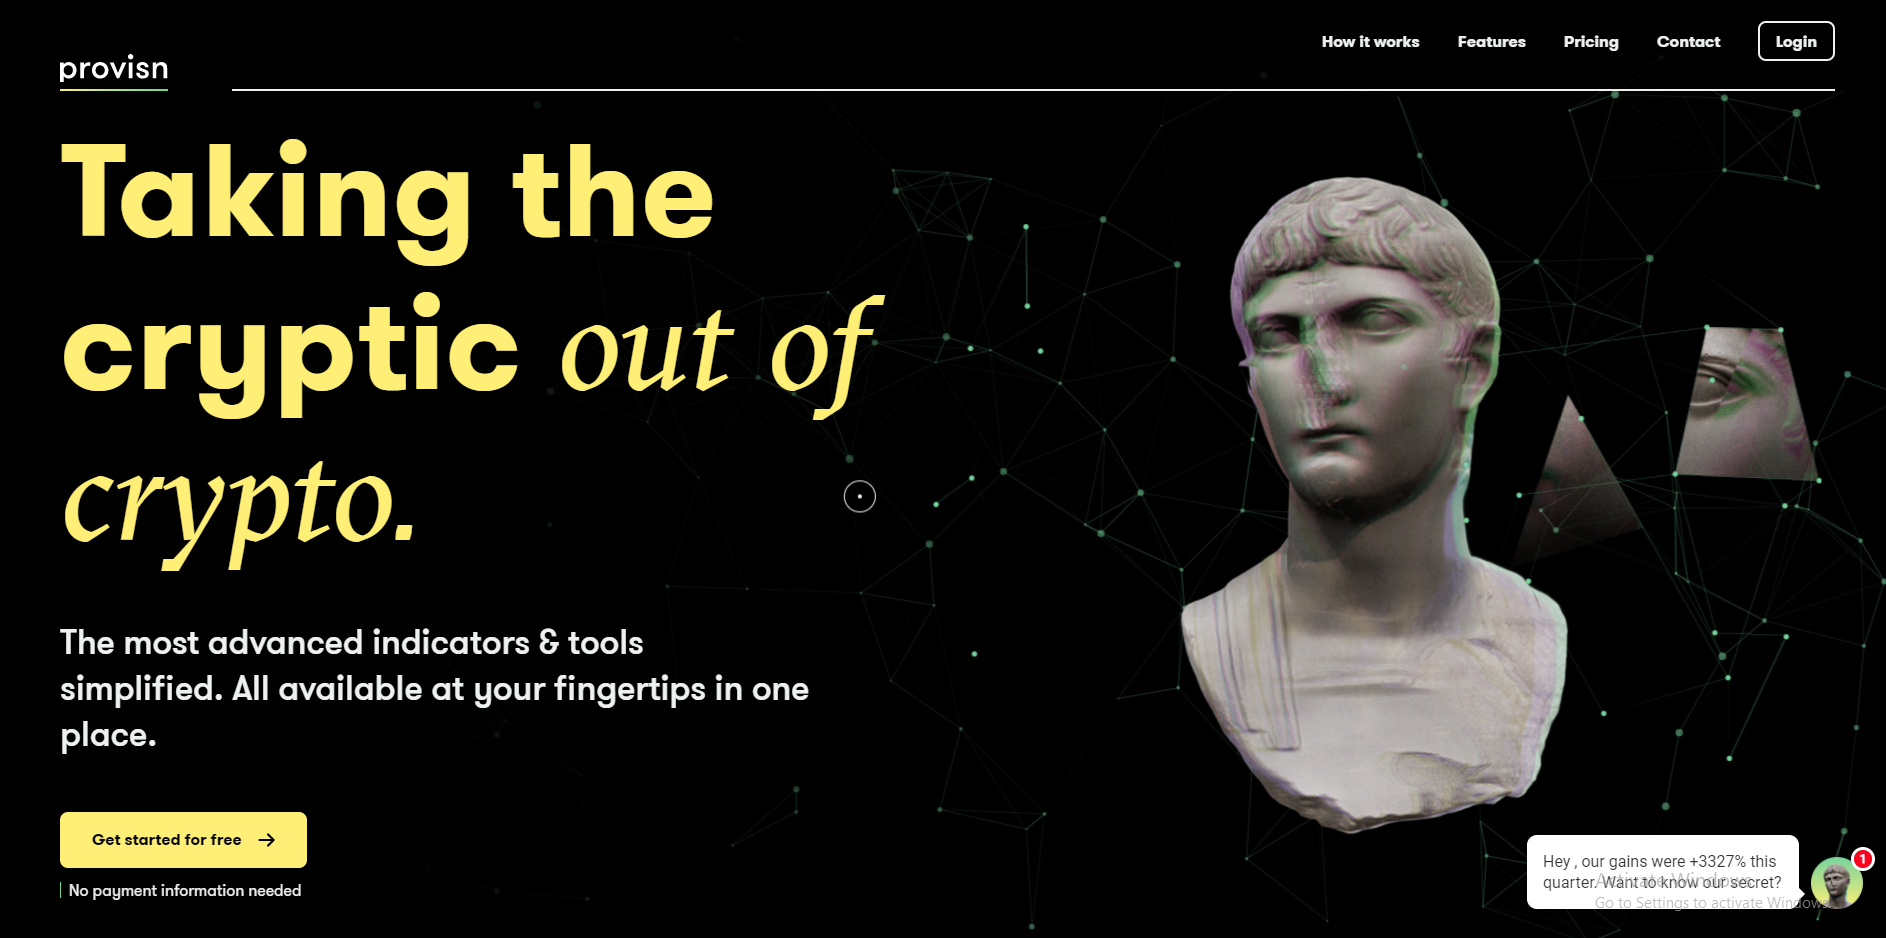 How it works Features Pricing Contact Login
provisn
Taking the
cryptic out of
crypto.
The most advanced indicators & tools
simplified. All available at your fingertips in one
place.
Get started for free →
No payment information needed
Hey , our gains were +3327% this
quarter. Want to know our secret?
1
Activate Windows
Go to Settings to activate Windows.